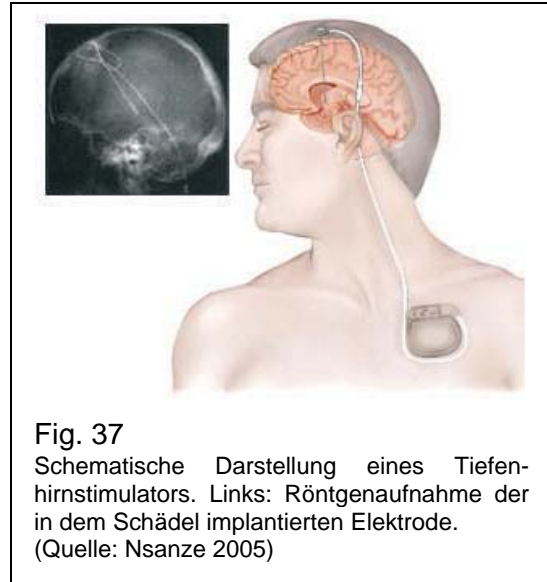 Fig. 37
Schematische Darstellung eines Tiefen-
hirnstimulators. Links: Röntgenaufnahme der
in dem Schädel implantierten Elektrode.
(Quelle: Nsanze 2005)